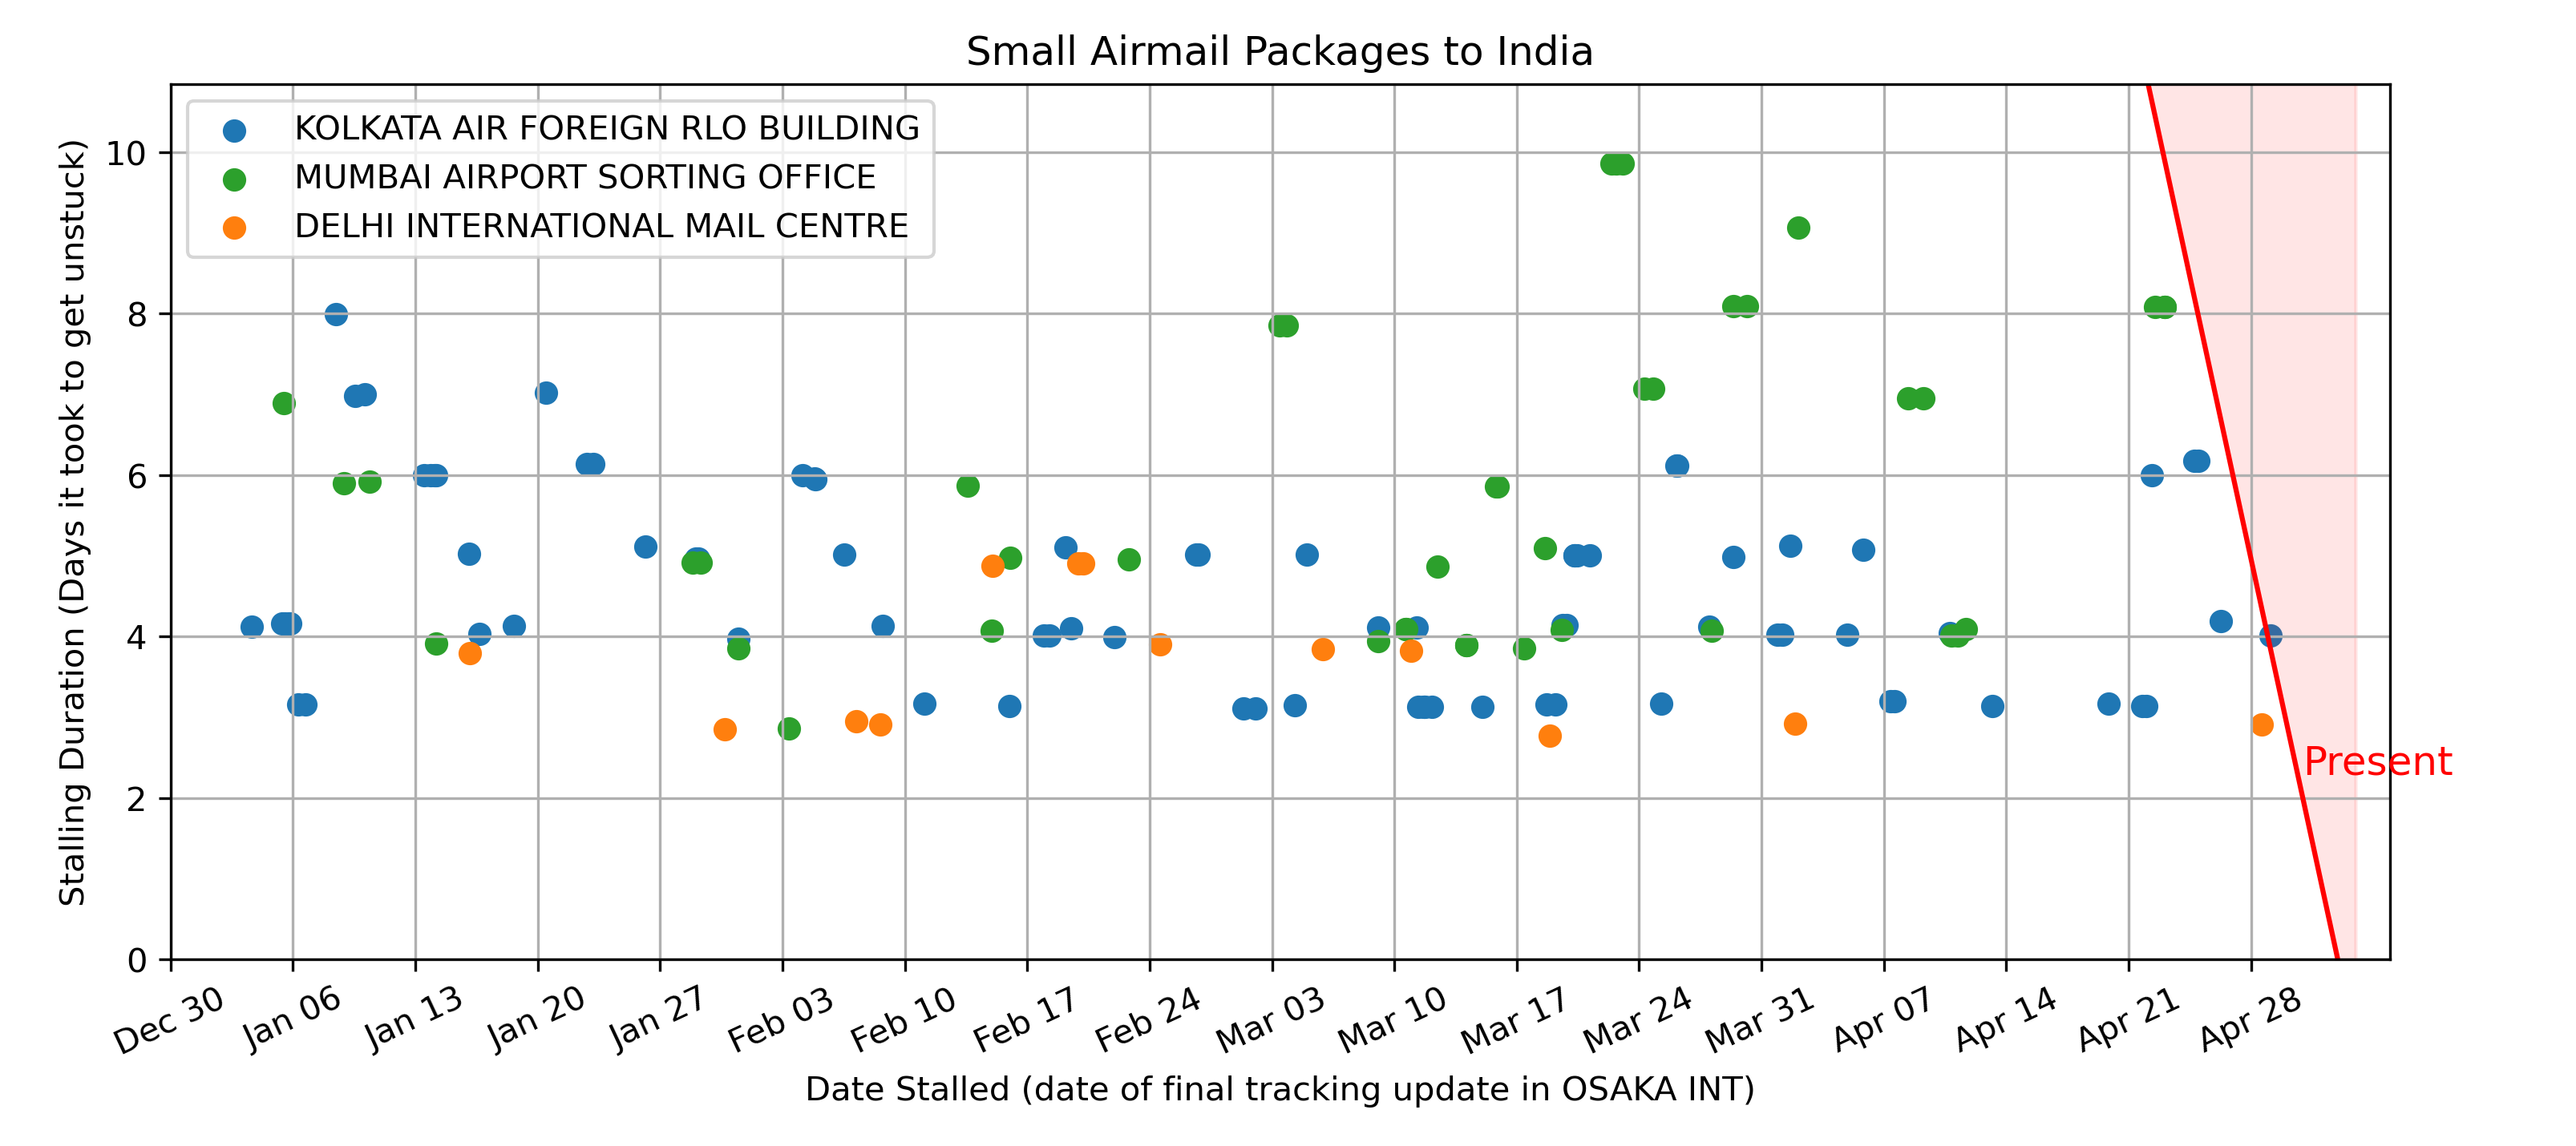 Small Airmail Packages to India
KOLKATA AIR FOREIGN RLO BUILDING
MUMBAI AIRPORT SORTING OFFICE
DELHI INTERNATIONAL MAIL CENTRE
Stalling Duration (Days it took to get unstuck)
10
8
6
4
2
0
Present
Dec 30
Jan 06
Jan 13
Jan 20
Jan 27
Feb 03
Feb 10
Feb 17
Feb 24
Mar 03
Mar 10
Mar 17
Mar 24
Mar 31
Apr 07
Apr 14
Apr 21
Apr 28
Date Stalled (date of final tracking update in OSAKA INT)